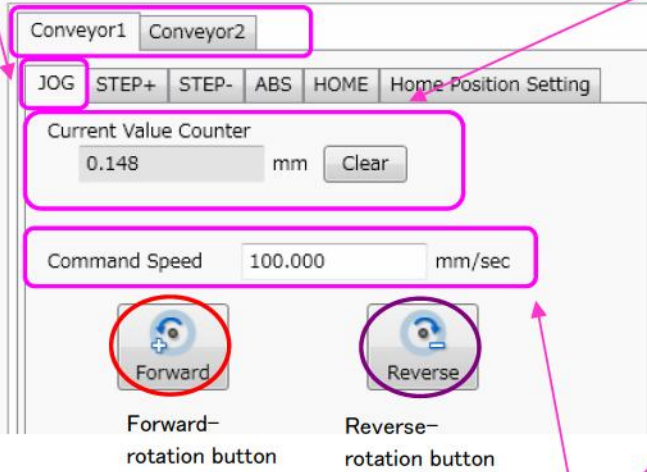 Conveyor1 Conveyor2
JOG STEP+ STEP- ABS HOME Home Position Setting
Current Value Counter
0.148 mm Clear
Command Speed 100.000 mm/sec
Forward Reverse
Forward-
rotation button
Reverse-
rotation button